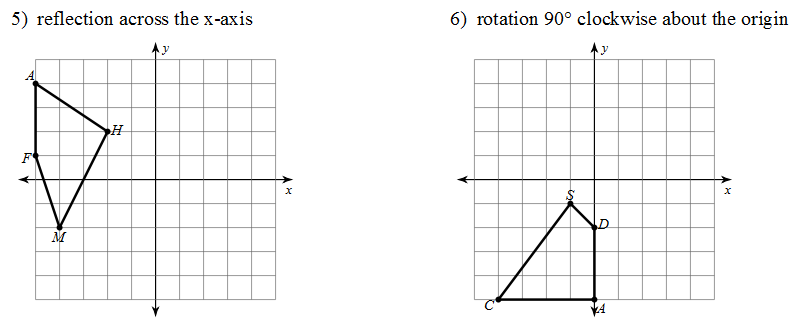 5) reflection across the x-axis
6) rotation 90° clockwise about the origin
y
A
H
F
x
M
y
S
x
D
C
A